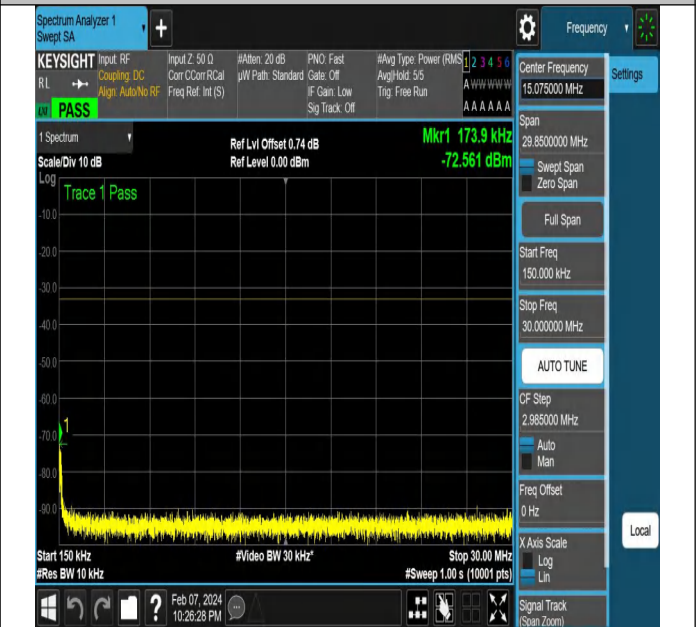 Spectrum Analyzer 1
Swept SA
+
Frequency
KEYSIGHT
RL
PASS
Input: RF
Coupling: DC
Align: Auto/No RF
Input Z: 50 Ω
Corr CCorr RCal
Freq Ref: Int (S)
#Atten: 20 dB
µW Path: Standard
PNO: Fast
Gate: Off
IF Gain: Low
Sig Track: Off
#Avg Type: Power (RMS
Avg|Hold: 5/5
Trig: Free Run
1 2 3 4 5 6
A W W W W W
A A A A A A
1 Spectrum
Scale/Div 10 dB
Ref Lvl Offset 0.74 dB
Ref Level 0.00 dBm
Mkr1 173.9 kHz
-72.561 dBm
Log
Trace 1 Pass
-10.0
-20.0
-30.0
-40.0
-50.0
-60.0
-70.0
-80.0
-90.0
1
Start 150 kHz
#Res BW 10 kHz
#Video BW 30 kHz*
Stop 30.00 MHz
#Sweep 1.00 s (10001 pts)
Feb 07, 2024
10:26:28 PM
?
Center Frequency
15.075000 MHz
Settings
Span
29.8500000 MHz
Swept Span
Zero Span
Full Span
Start Freq
150.000 kHz
Stop Freq
30.000000 MHz
AUTO TUNE
CF Step
2.985000 MHz
Auto
Man
Freq Offset
0 Hz
Local
X Axis Scale
Log
Lin
Signal Track
(Span Zoom)